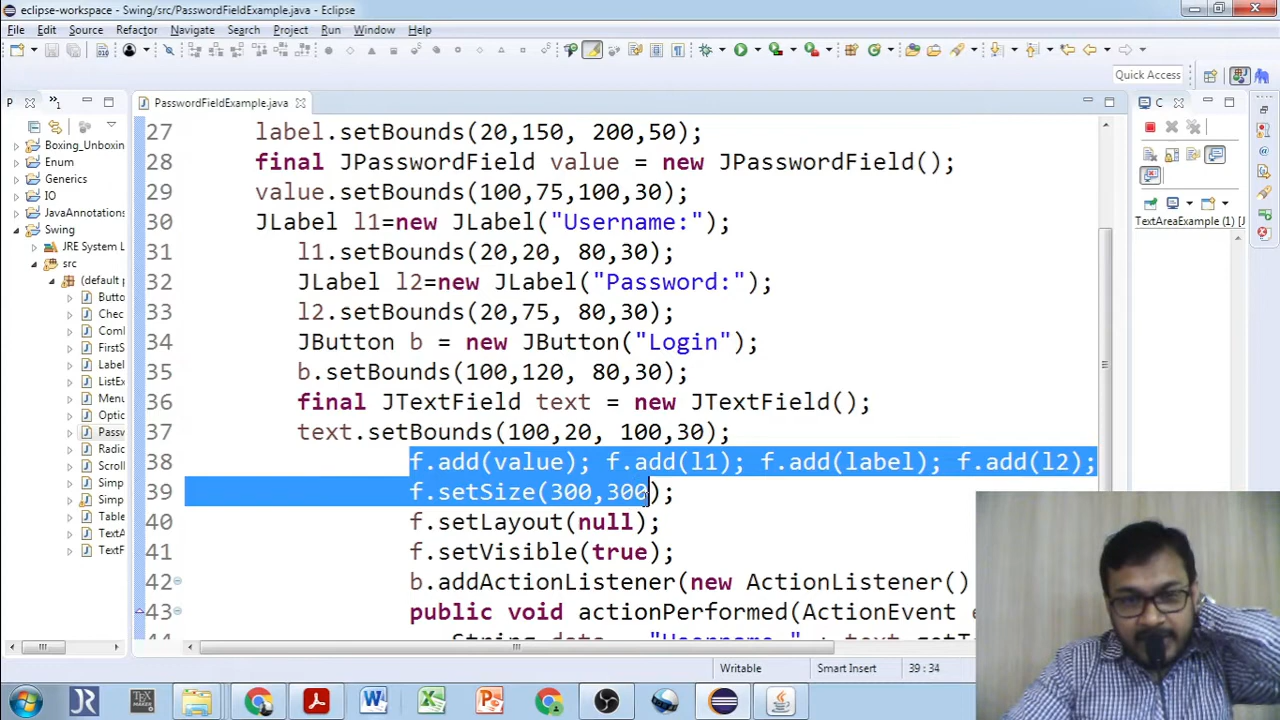 eclipse-workspace - Swing/src/PasswordFieldExample.java - Eclipse
File Edit Source Refactor Navigate Search Project Run Window Help
Quick Access
P
1
PasswordFieldExample.java
C
27 label.setBounds(20,150, 200,50);
28 final JPasswordField value = new JPasswordField();
29 value.setBounds(100,75,100,30);
30 JLabel l1=new JLabel("Username:");
31 l1.setBounds(20,20, 80,30);
32 JLabel l2=new JLabel("Password:");
33 l2.setBounds(20,75, 80,30);
34 JButton b = new JButton("Login");
35 b.setBounds(100,120, 80,30);
36 final JTextField text = new JTextField();
37 text.setBounds(100,20, 100,30);
38 f.add(value); f.add(l1); f.add(label); f.add(l2);
39 f.setSize(300,300);
40 f.setLayout(null);
41 f.setVisible(true);
42 b.addActionListener(new ActionListener()
43 public void actionPerformed(ActionEvent e
Boxing_Unboxin
Enum
Generics
IO
JavaAnnotations
Swing
JRE System L
src
(default p
Butto
Chec
Coml
FirstS
Label
ListEx
Menu
Optic
Passv
Radic
Scroll
Simp
Simp
Table
TextA
TextF
TextAreaExample (1) [J
Writable
Smart Insert
39 : 34
JR
TEX
MAKER